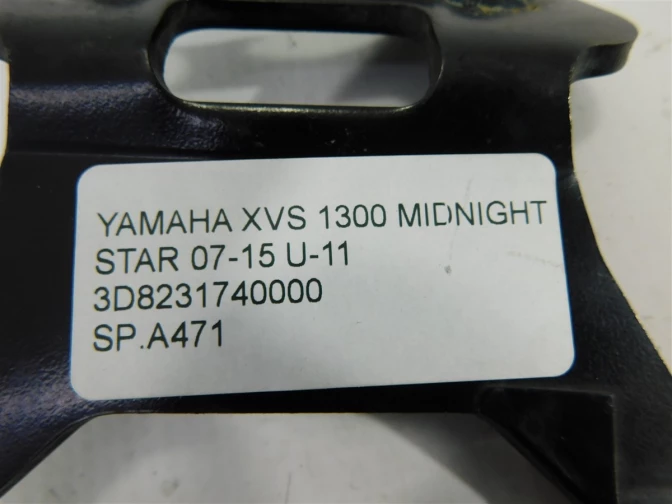 YAMAHA XVS 1300 MIDNIGHT
STAR 07-15 U-11
3D8231740000
SP.A471